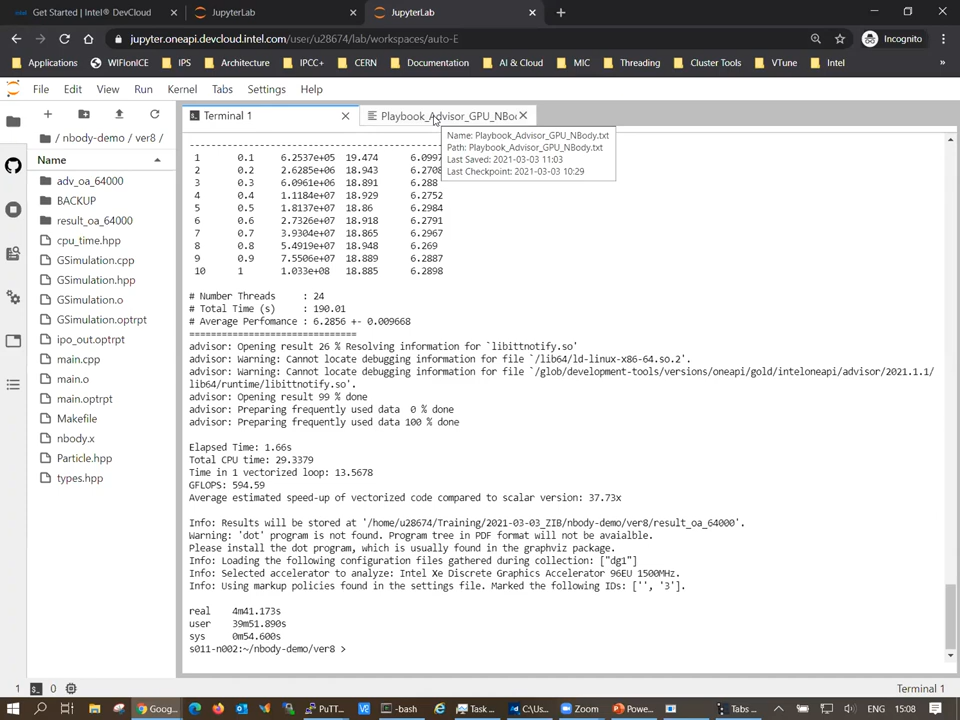 Get Started | Intel® DevCloud
JupyterLab
JupyterLab
jupyter.oneapi.devcloud.intel.com/user/u28674/lab/workspaces/auto-E
Incognito
Applications
WIFIonICE
IPS
Architecture
IPCC+
CERN
Documentation
AI & Cloud
MIC
Threading
Cluster Tools
VTune
Intel
File Edit View Run Kernel Tabs Settings Help
Terminal 1
Playbook_Advisor_GPU_NBo
Name: Playbook_Advisor_GPU_NBody.txt
Path: Playbook_Advisor_GPU_NBody.txt
Last Saved: 2021-03-03 11:03
Last Checkpoint: 2021-03-03 10:29
/ nbody-demo / ver8 /
Name
adv_oa_64000
BACKUP
result_oa_64000
cpu_time.hpp
GSimulation.cpp
GSimulation.hpp
GSimulation.o
GSimulation.optrpt
ipo_out.optrpt
main.cpp
main.o
main.optrpt
Makefile
nbody.x
Particle.hpp
types.hpp
------------------------------------------------
1 0.1 6.2537e+05 19.474 6.0997
2 0.2 2.6285e+06 18.943 6.2708
3 0.3 6.0961e+06 18.891 6.288
4 0.4 1.1184e+07 18.929 6.2752
5 0.5 1.8137e+07 18.86 6.2984
6 0.6 2.7326e+07 18.918 6.2791
7 0.7 3.9304e+07 18.865 6.2967
8 0.8 5.4919e+07 18.948 6.269
9 0.9 7.5506e+07 18.889 6.2887
10 1 1.033e+08 18.885 6.2898
# Number Threads : 24
# Total Time (s) : 190.01
# Average Perfomance : 6.2856 +- 0.009668
===============================
advisor: Opening result 26 % Resolving information for `libittnotify.so'
advisor: Warning: Cannot locate debugging information for file `/lib64/ld-linux-x86-64.so.2'.
advisor: Warning: Cannot locate debugging information for file `/glob/development-tools/versions/oneapi/gold/inteloneapi/advisor/2021.1.1/
lib64/runtime/libittnotify.so'.
advisor: Opening result 99 % done
advisor: Preparing frequently used data 0 % done
advisor: Preparing frequently used data 100 % done
Elapsed Time: 1.66s
Total CPU time: 29.3379
Time in 1 vectorized loop: 13.5678
GFLOPS: 594.59
Average estimated speed-up of vectorized code compared to scalar version: 37.73x
Info: Results will be stored at '/home/u28674/Training/2021-03-03_ZIB/nbody-demo/ver8/result_oa_64000'.
Warning: 'dot' program is not found. Program tree in PDF format will not be avaialble.
Please install the dot program, which is usually found in the graphviz package.
Info: Loading the following configuration files gathered during collection: ["dg1"]
Info: Selected accelerator to analyze: Intel Xe Discrete Graphics Accelerator 96EU 1500MHz.
Info: Using markup policies found in the settings file. Marked the following IDs: ['', '3'].
real 4m41.173s
user 39m51.890s
sys 0m54.600s
s011-n002:~/nbody-demo/ver8 >
1 0 Terminal 1
Goog... PuTT... -bash Task ... C:\Us... Zoom Powe... Tabs ... ENG 15:08